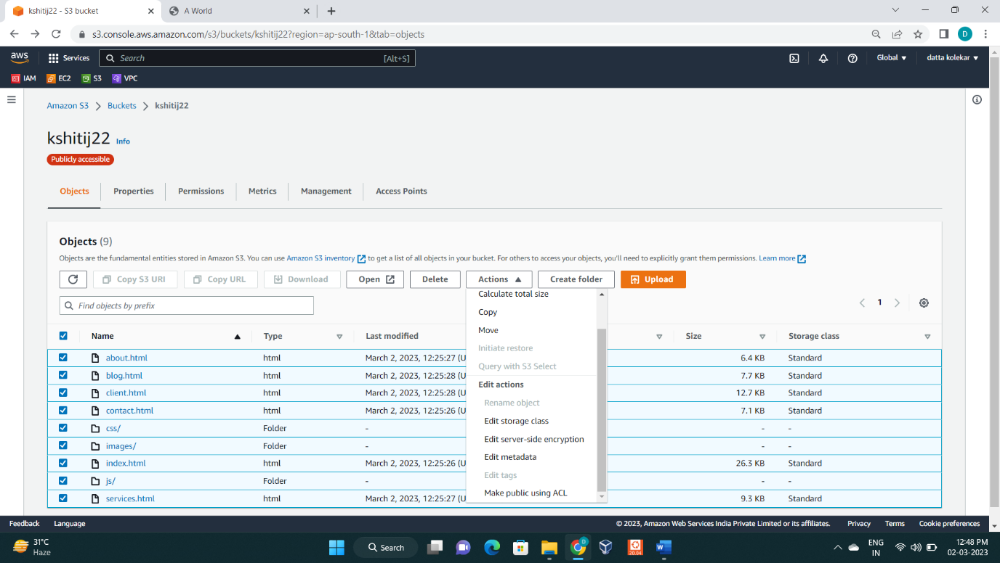 kshitij22 - S3 bucket
A World
s3.console.aws.amazon.com/s3/buckets/kshitij22?region=ap-south-1&tab=objects
D
aws
Services
Search
[Alt+S]
Global
datta kolekar
IAM
EC2
S3
VPC
Amazon S3
Buckets
kshitij22
kshitij22 Info
Publicly accessible
Objects
Properties
Permissions
Metrics
Management
Access Points
Objects (9)
Objects are the fundamental entities stored in Amazon S3. You can use Amazon S3 inventory to get a list of all objects in your bucket. For others to access your objects, you'll need to explicitly grant them permissions. Learn more
Copy S3 URI
Copy URL
Download
Open
Delete
Actions
Create folder
Upload
Find objects by prefix
1
Calculate total size
Copy
Move
Initiate restore
Query with S3 Select
Edit actions
Rename object
Edit storage class
Edit server-side encryption
Edit metadata
Edit tags
Make public using ACL
Name Type Last modified Size Storage class
about.html html March 2, 2023, 12:25:27 (U 6.4 KB Standard
blog.html html March 2, 2023, 12:25:28 (U 7.7 KB Standard
client.html html March 2, 2023, 12:25:28 (U 12.7 KB Standard
contact.html html March 2, 2023, 12:25:26 (U 7.1 KB Standard
css/ Folder - - -
images/ Folder - - -
index.html html March 2, 2023, 12:25:26 (U 26.3 KB Standard
js/ Folder - - -
services.html html March 2, 2023, 12:25:27 (U 9.3 KB Standard
Feedback
Language
© 2023, Amazon Web Services India Private Limited or its affiliates.
Privacy
Terms
Cookie preferences
31°C
Haze
Search
D
20.04
W
ENG
IN
12:48 PM
02-03-2023